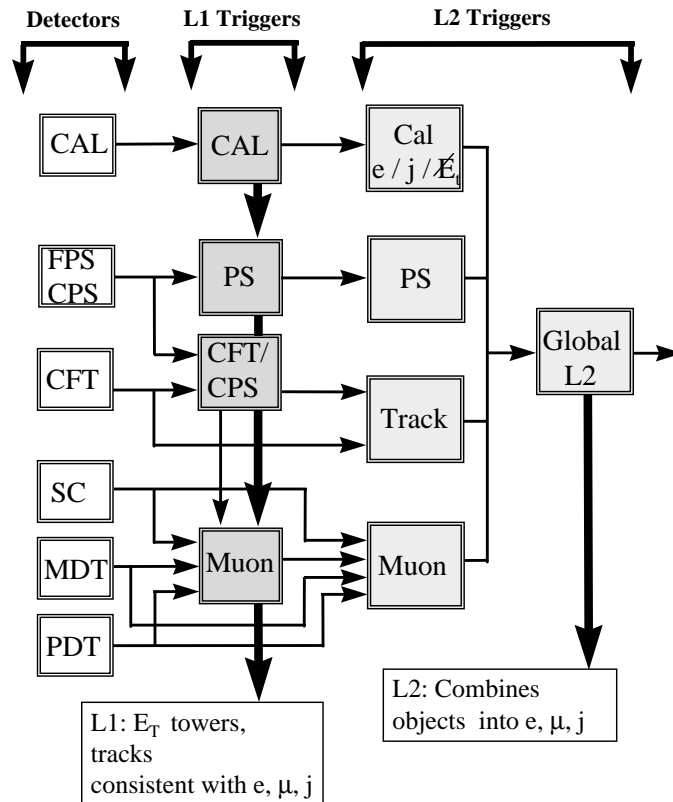 Detectors
L1 Triggers
L2 Triggers
CAL
CAL
Cal
e / j / E̸t
FPS
CPS
PS
PS
CFT
CFT/
CPS
Track
Global
L2
SC
MDT
PDT
Muon
Muon
L1: ET towers,
tracks
consistent with e, μ, j
L2: Combines
objects into e, μ, j